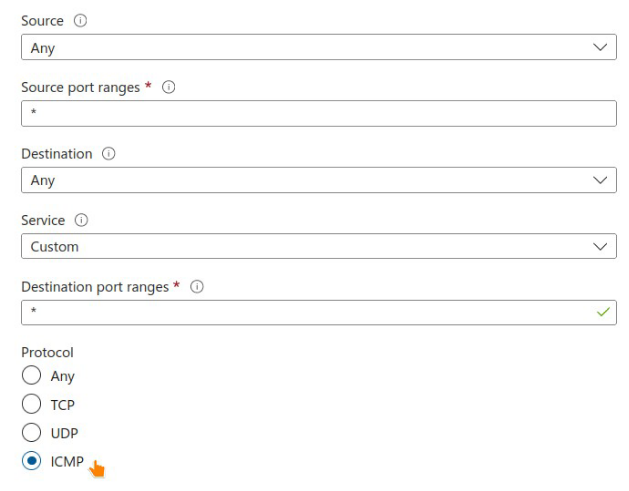 Source
Any
Source port ranges *
*
Destination
Any
Service
Custom
Destination port ranges *
*
Protocol
Any
TCP
UDP
ICMP